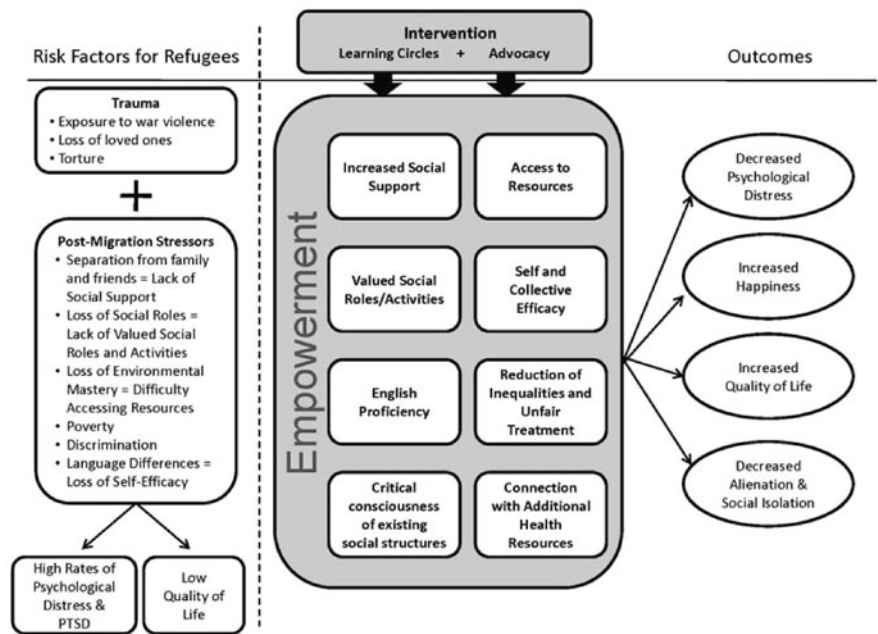 Intervention
Learning Circles + Advocacy
Risk Factors for Refugees
Outcomes
Trauma
• Exposure to war violence
• Loss of loved ones
• Torture
+
Post-Migration Stressors
• Separation from family
and friends = Lack of
Social Support
• Loss of Social Roles =
Lack of Valued Social
Roles and Activities
• Loss of Environmental
Mastery = Difficulty
Accessing Resources
• Poverty
• Discrimination
• Language Differences =
Loss of Self-Efficacy
High Rates of
Psychological
Distress &
PTSD
Low
Quality of
Life
Empowerment
Increased Social
Support
Access to
Resources
Valued Social
Roles/Activities
Self and
Collective
Efficacy
English
Proficiency
Reduction of
Inequalities and
Unfair
Treatment
Critical
consciousness
of existing
social structures
Connection
with Additional
Health
Resources
Decreased
Psychological
Distress
Increased
Happiness
Increased
Quality of Life
Decreased
Alienation &
Social Isolation